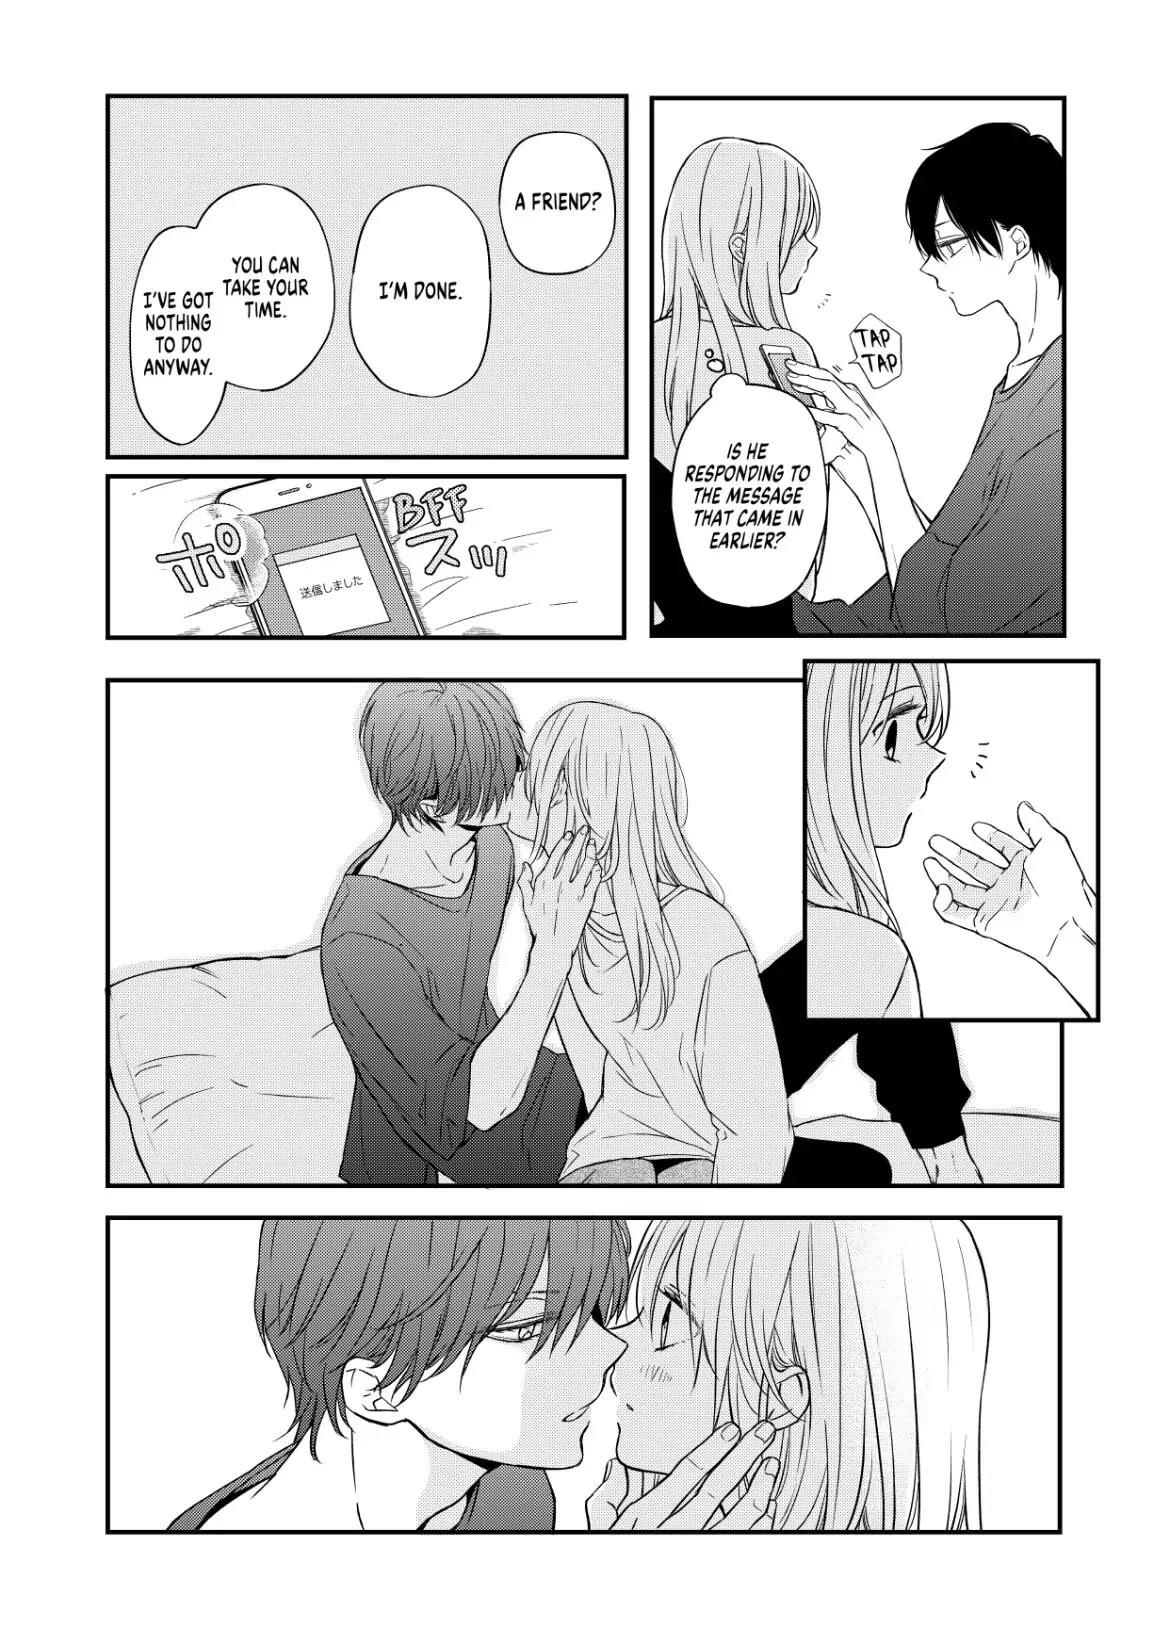 TAP
TAP
IS HE
RESPONDING TO
THE MESSAGE
THAT CAME IN
EARLIER?
A FRIEND?
I'M DONE.
YOU CAN
TAKE YOUR
TIME.
I'VE GOT
NOTHING
TO DO
ANYWAY.
ポスッ
BFF
送信しました